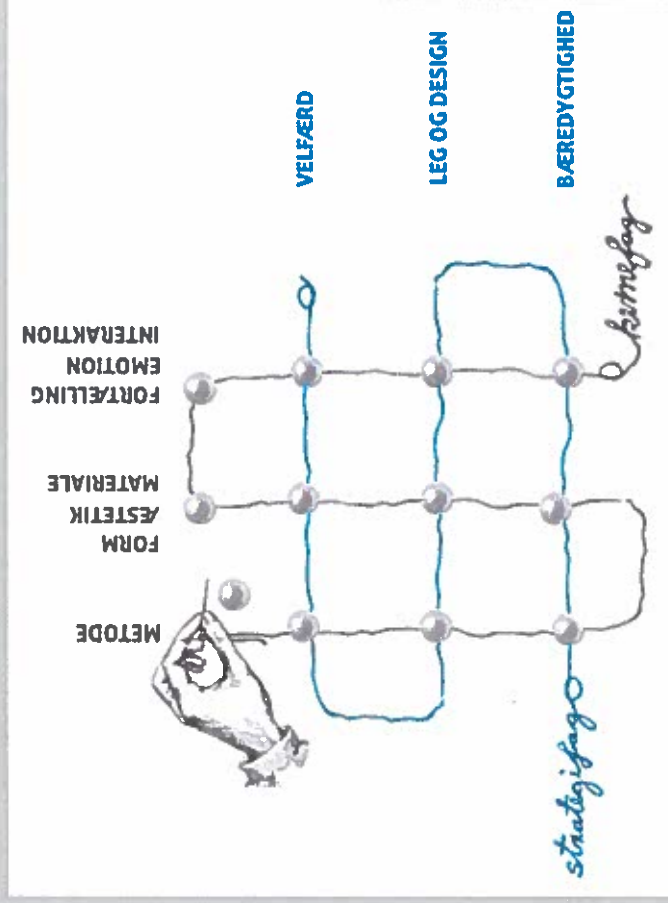 VELFÆRD
LEG OG DESIGN
BÆREDYGTIGHED
METODE
FORM
ÆSTETIK
MATERIALE
FORTÆLLING
EMOTION
INTERAKTION
strategifag
kernefag